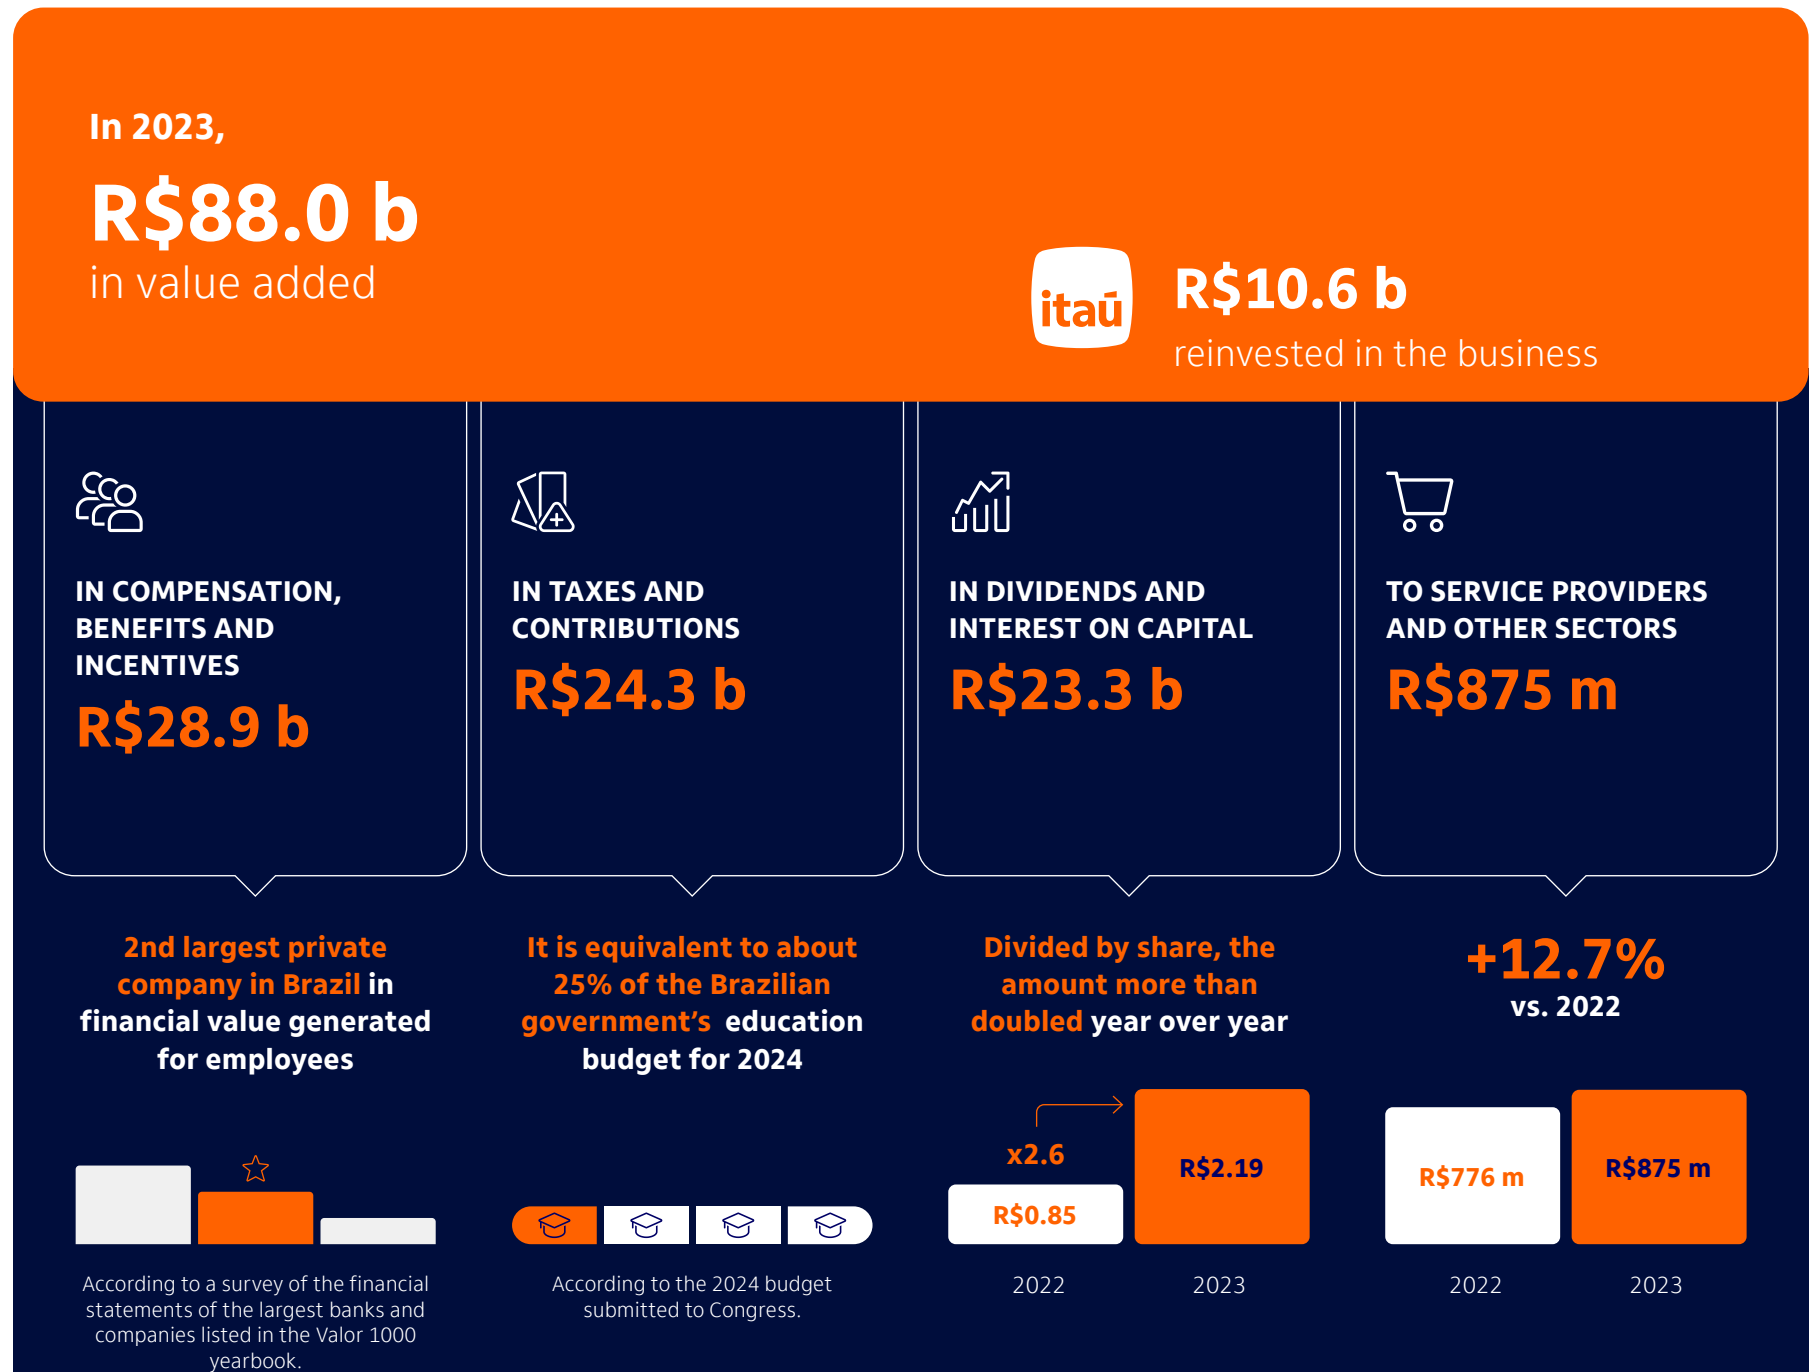 In 2023,
R$88.0 b
in value added
itaú
R$10.6 b
reinvested in the business
IN COMPENSATION,
BENEFITS AND
INCENTIVES
R$28.9 b
IN TAXES AND
CONTRIBUTIONS
R$24.3 b
IN DIVIDENDS AND
INTEREST ON CAPITAL
R$23.3 b
TO SERVICE PROVIDERS
AND OTHER SECTORS
R$875 m
2nd largest private
company in Brazil in
financial value generated
for employees
According to a survey of the financial
statements of the largest banks and
companies listed in the Valor 1000
yearbook.
It is equivalent to about
25% of the Brazilian
government’s education
budget for 2024
According to the 2024 budget
submitted to Congress.
Divided by share, the
amount more than
doubled year over year
x2.6
R$0.85
R$2.19
2022
2023
+12.7%
vs. 2022
R$776 m
R$875 m
2022
2023